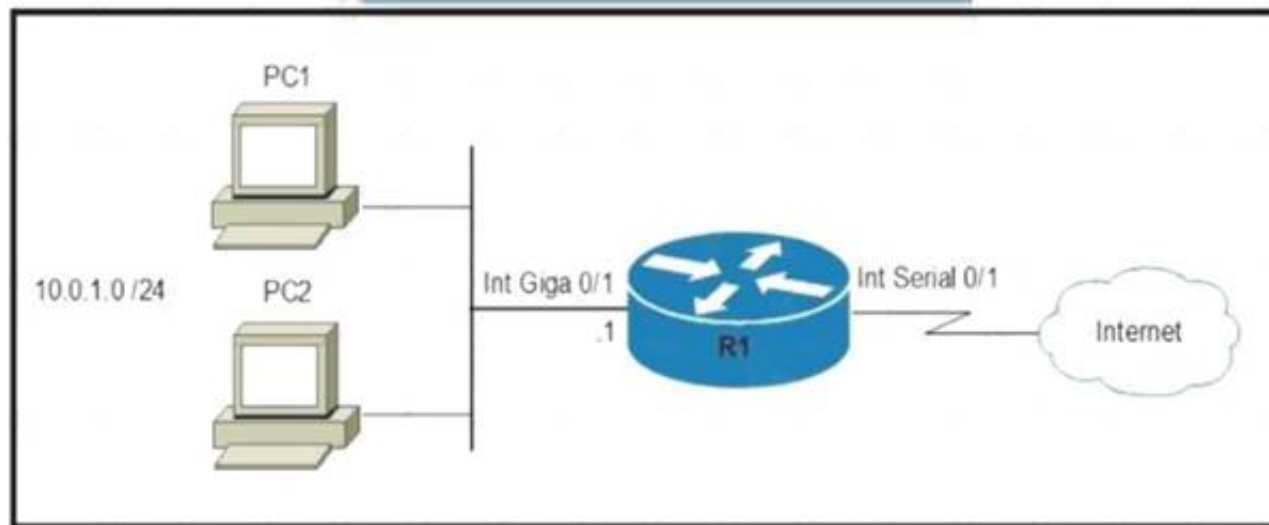 PC1
10.0.1.0 /24
PC2
Int Giga 0/1
.1
R1
Int Serial 0/1
Internet